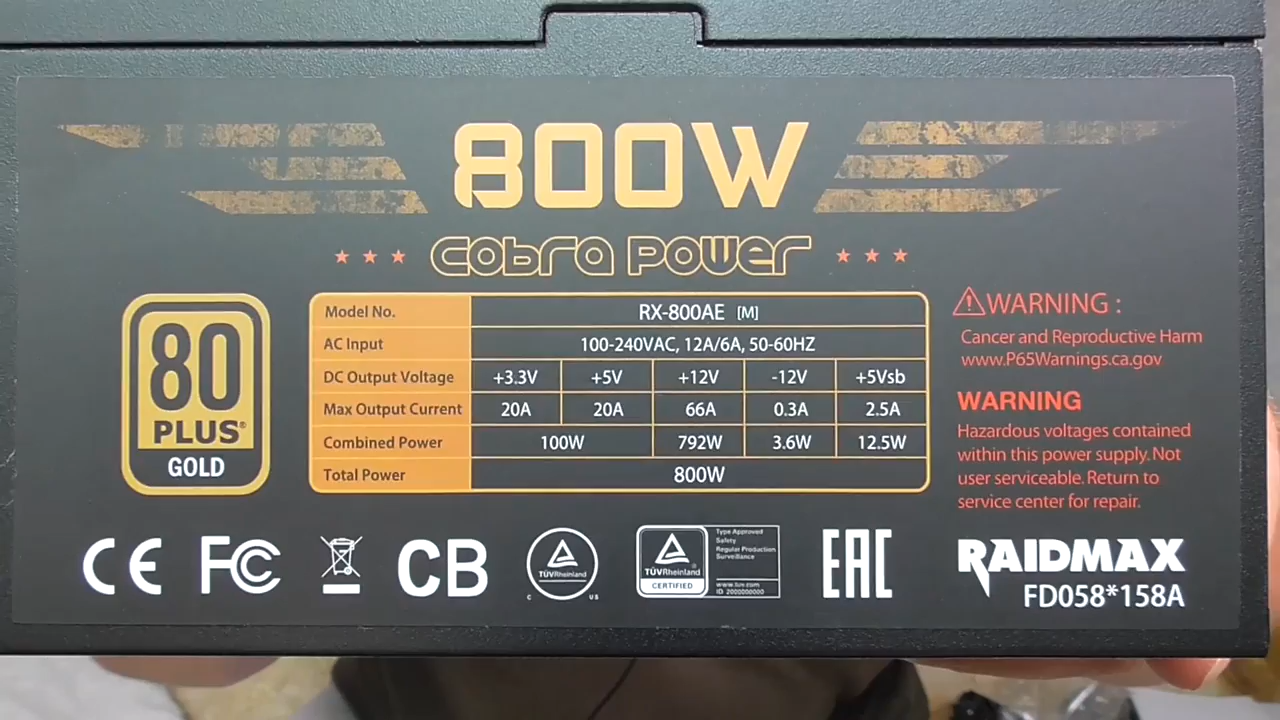 800W
Cobra Power
Model No. RX-800AE [M]
AC Input 100-240VAC, 12A/6A, 50-60HZ
DC Output Voltage +3.3V +5V +12V -12V +5Vsb
Max Output Current 20A 20A 66A 0.3A 2.5A
Combined Power 100W 792W 3.6W 12.5W
Total Power 800W
80
PLUS®
GOLD
WARNING :
Cancer and Reproductive Harm
www.P65Warnings.ca.gov
WARNING
Hazardous voltages contained
within this power supply. Not
user serviceable. Return to
service center for repair.
CE FC CB
TÜVRheinland
C US
TÜVRheinland
CERTIFIED
Type Approved
Safety
Regular Production
Surveillance
www.tuv.com
ID 2000000000
EAC
RAIDMAX
FD058*158A